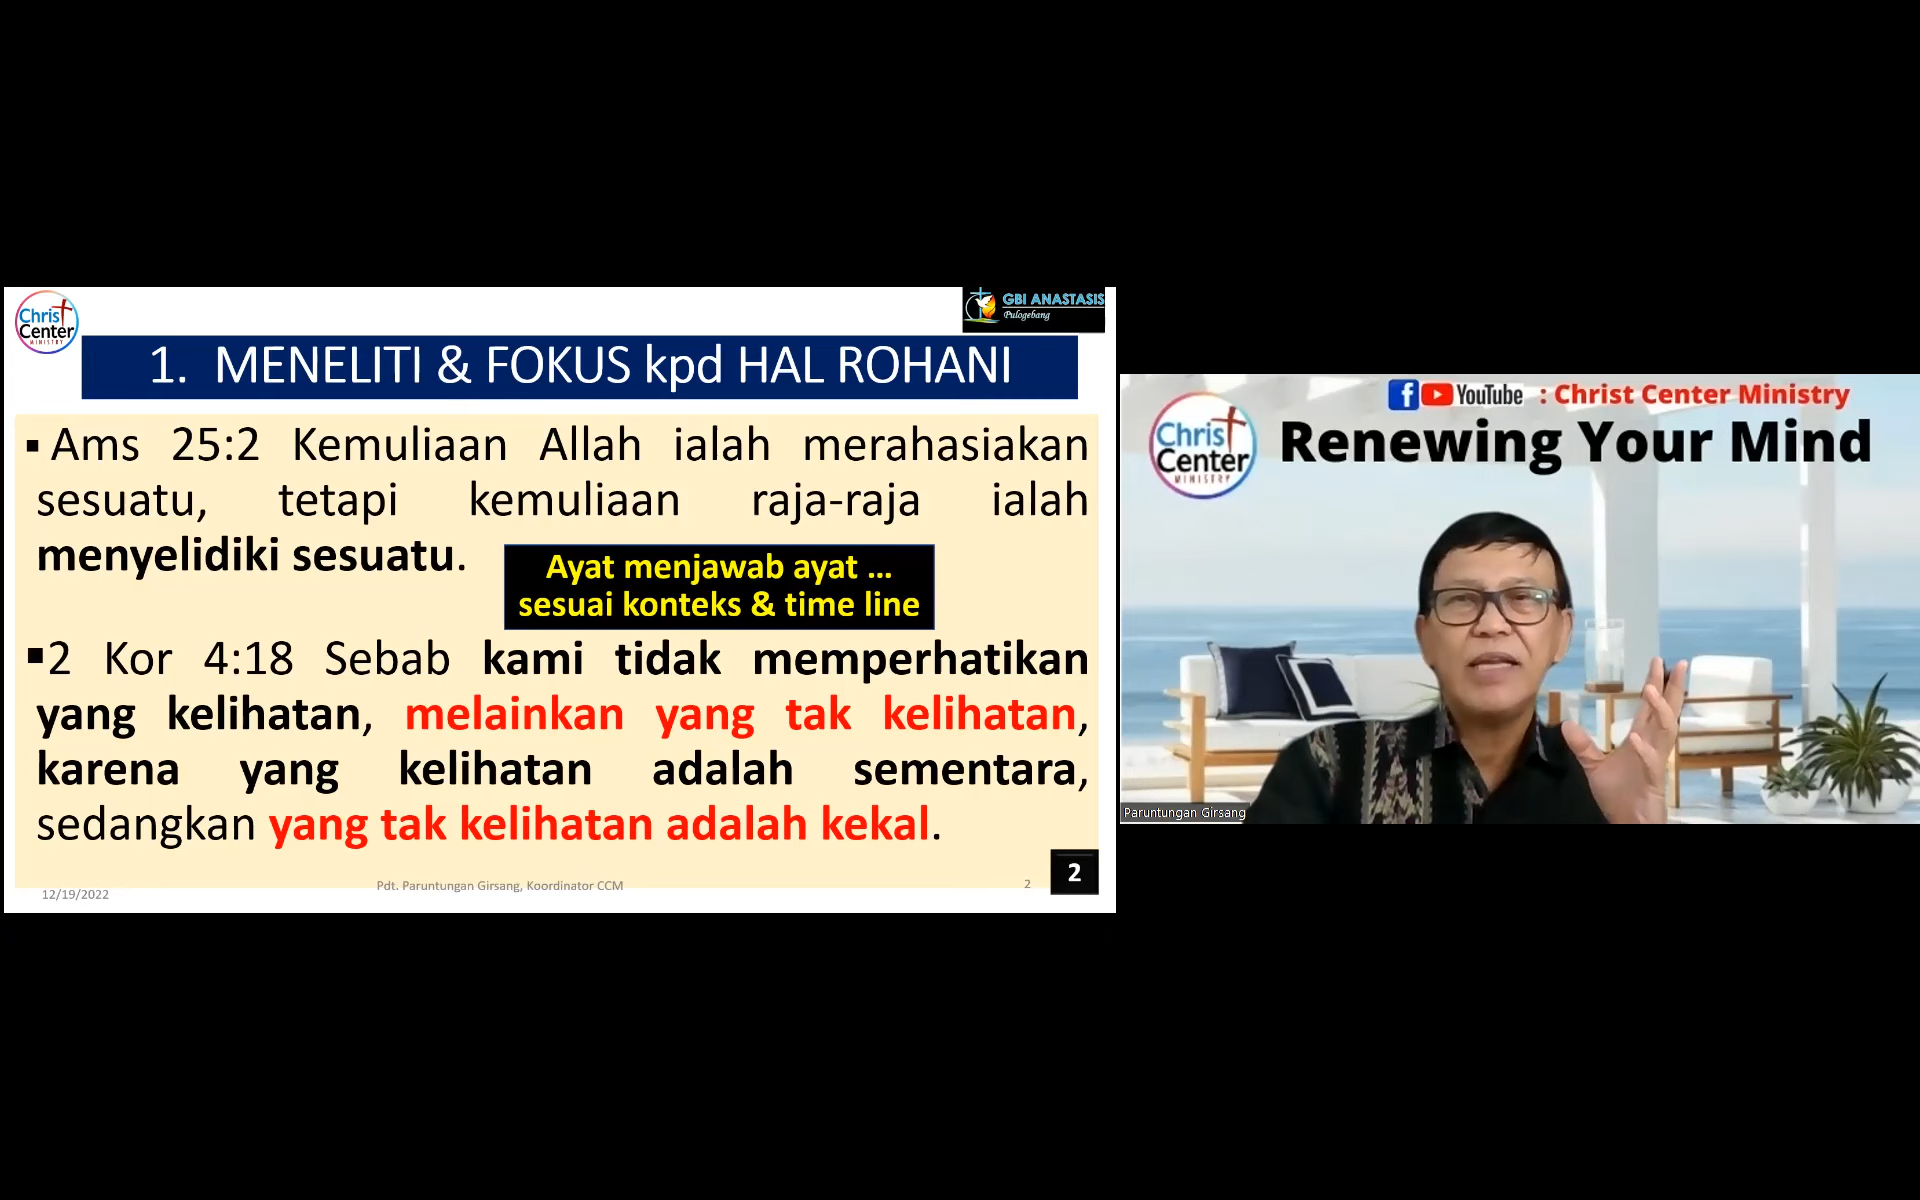 Christ
Center
MINISTRY
GBI ANASTASIS
Pulogebang
1. MENELITI & FOKUS kpd HAL ROHANI
▪ Ams 25:2 Kemuliaan Allah ialah merahasiakan
sesuatu, tetapi kemuliaan raja-raja ialah
menyelidiki sesuatu.
Ayat menjawab ayat ...
sesuai konteks & time line
▪2 Kor 4:18 Sebab kami tidak memperhatikan
yang kelihatan, melainkan yang tak kelihatan,
karena yang kelihatan adalah sementara,
sedangkan yang tak kelihatan adalah kekal.
12/19/2022
Pdt. Paruntungan Girsang, Koordinator CCM
2
2
f YouTube : Christ Center Ministry
Christ
Center
MINISTRY
Renewing Your Mind
Paruntungan Girsang